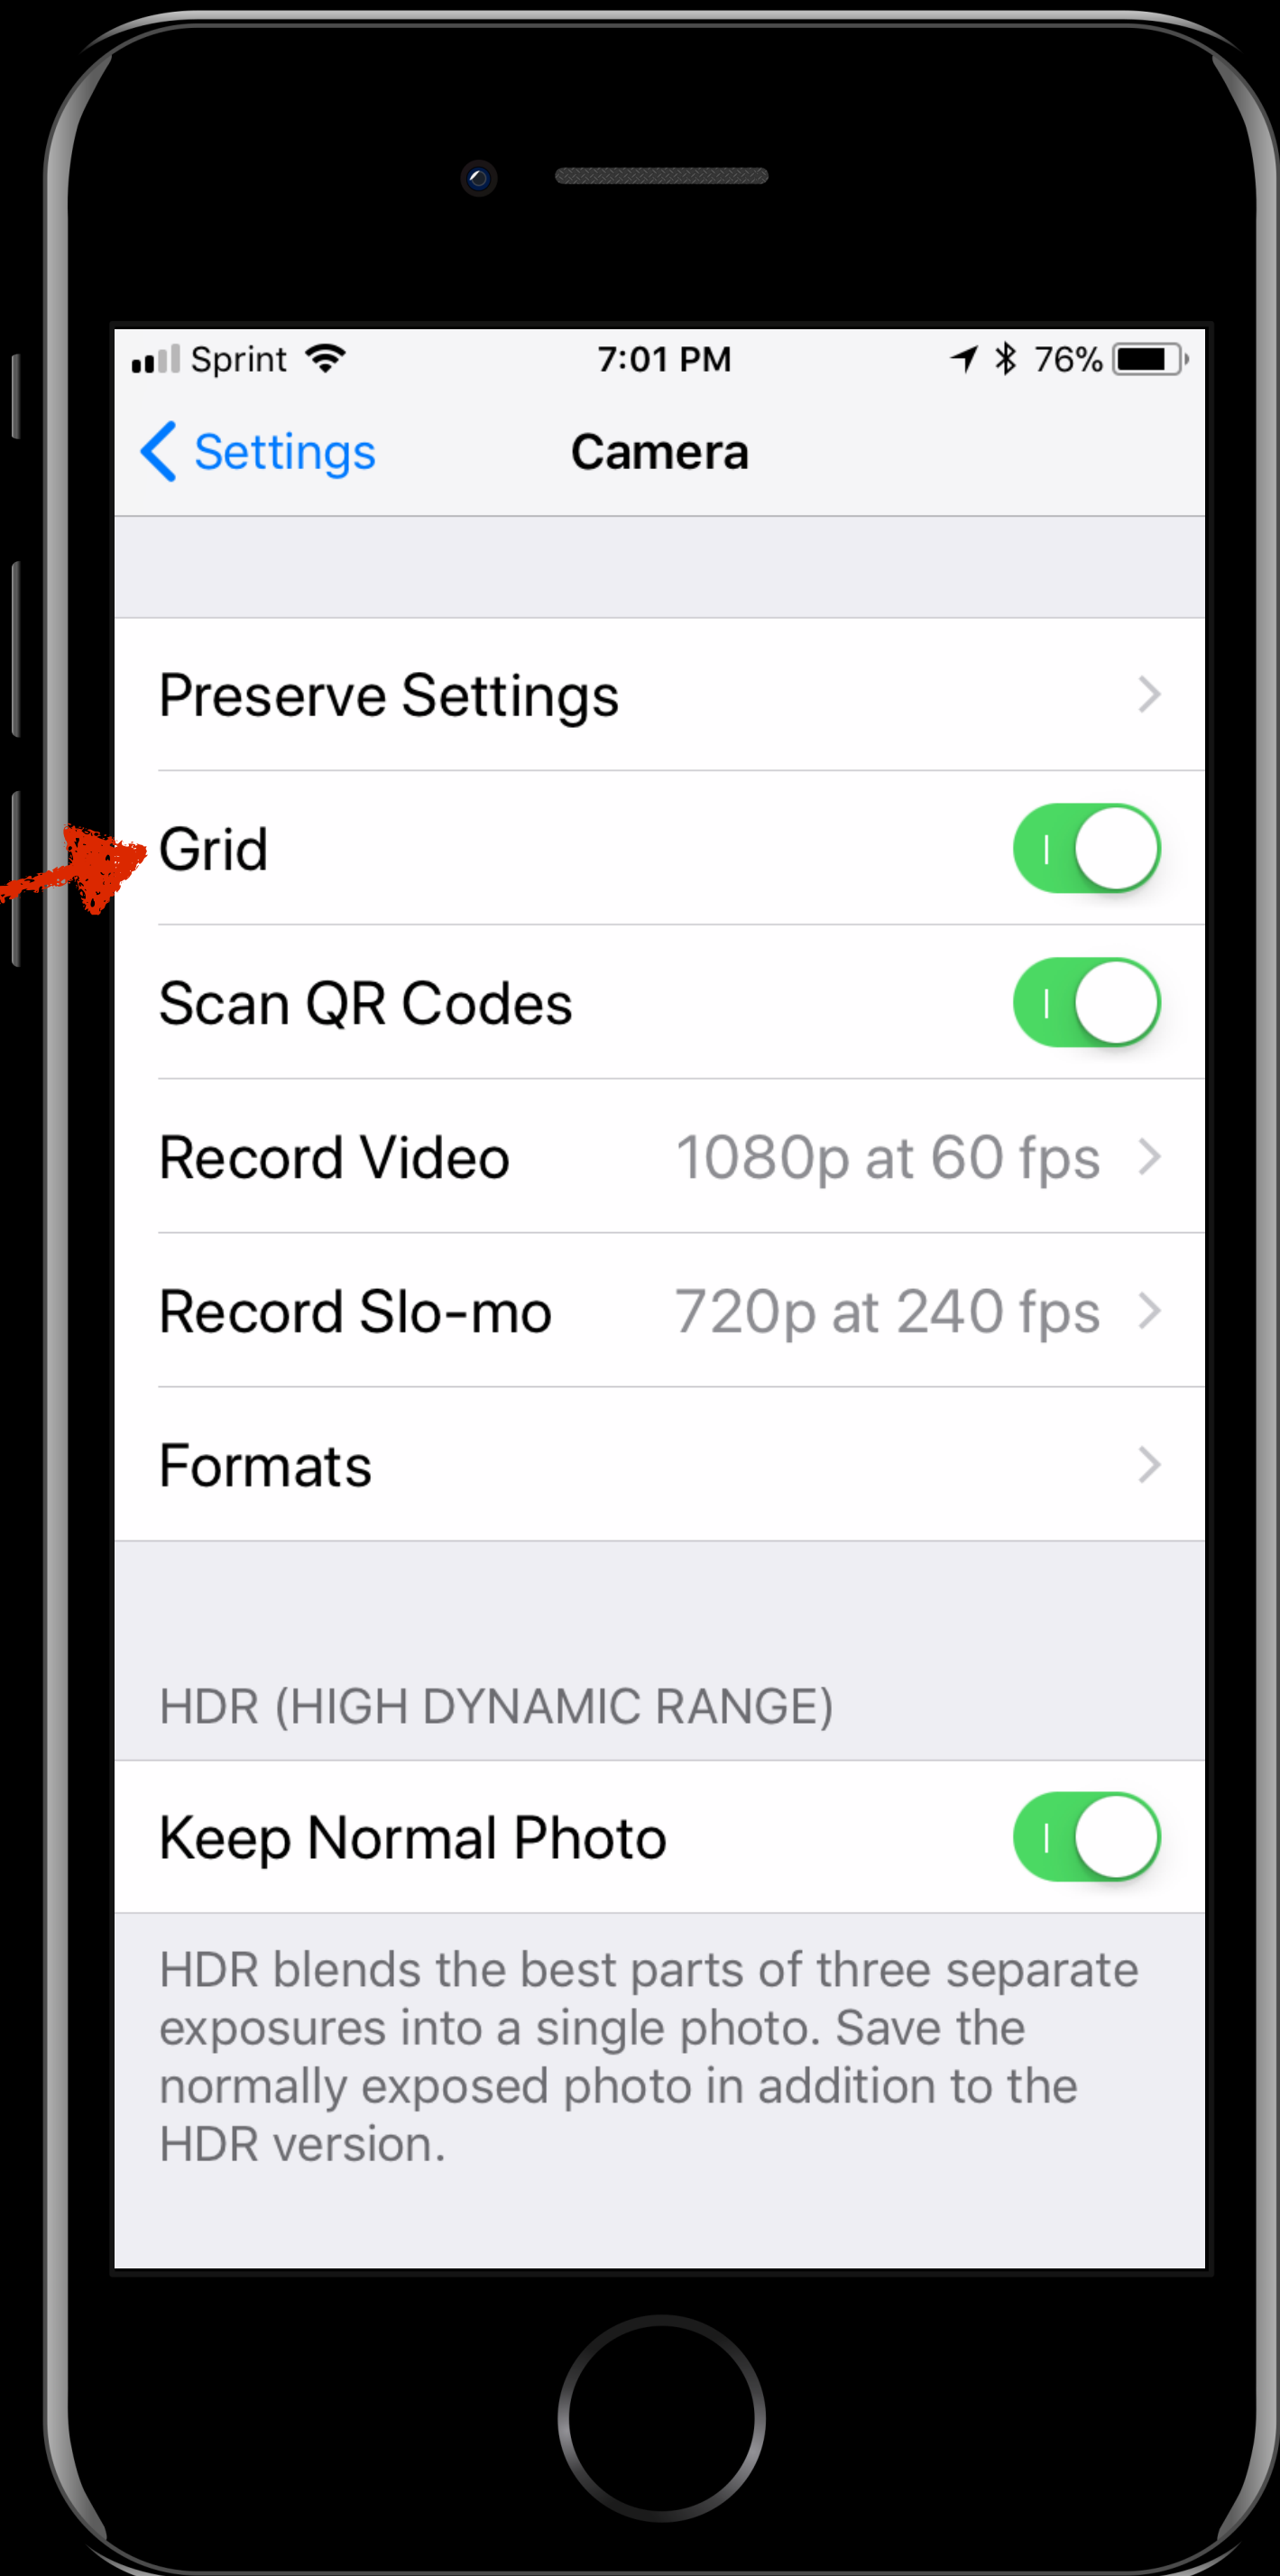 Sprint 7:01 PM 76%
Settings Camera
Preserve Settings
Grid
Scan QR Codes
Record Video 1080p at 60 fps
Record Slo-mo 720p at 240 fps
Formats
HDR (HIGH DYNAMIC RANGE)
Keep Normal Photo
HDR blends the best parts of three separate
exposures into a single photo. Save the
normally exposed photo in addition to the
HDR version.